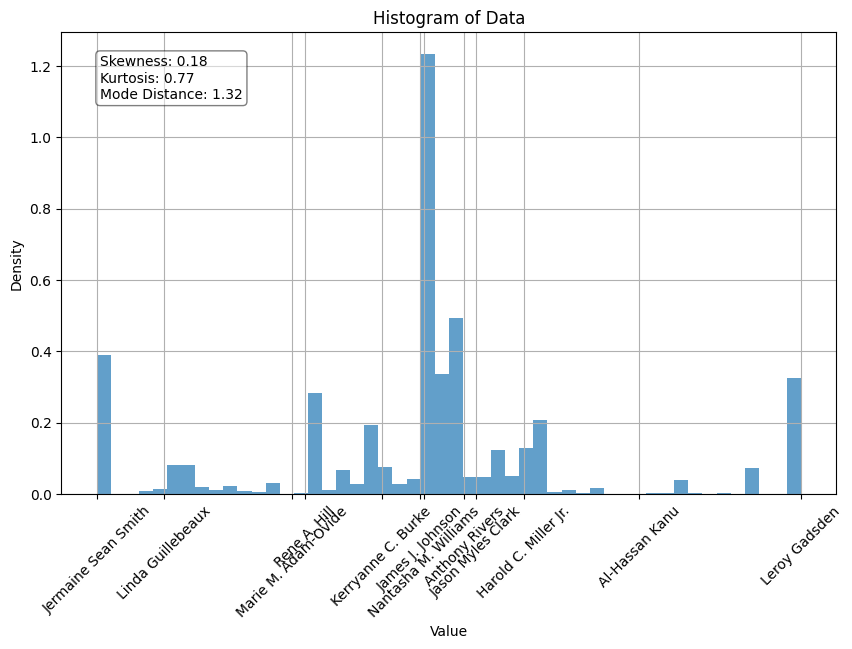 Histogram of Data
Skewness: 0.18
Kurtosis: 0.77
Mode Distance: 1.32
Density
1.2
1.0
0.8
0.6
0.4
0.2
0.0
Jermaine Sean Smith
Linda Guillebeaux
Marie M. Adam-Ovide
Rene A. Hill
Kerryanne C. Burke
James J. Johnson
Nantasha M. Williams
Anthony Rivers
Jason Myles Clark
Harold C. Miller Jr.
Al-Hassan Kanu
Leroy Gadsden
Value